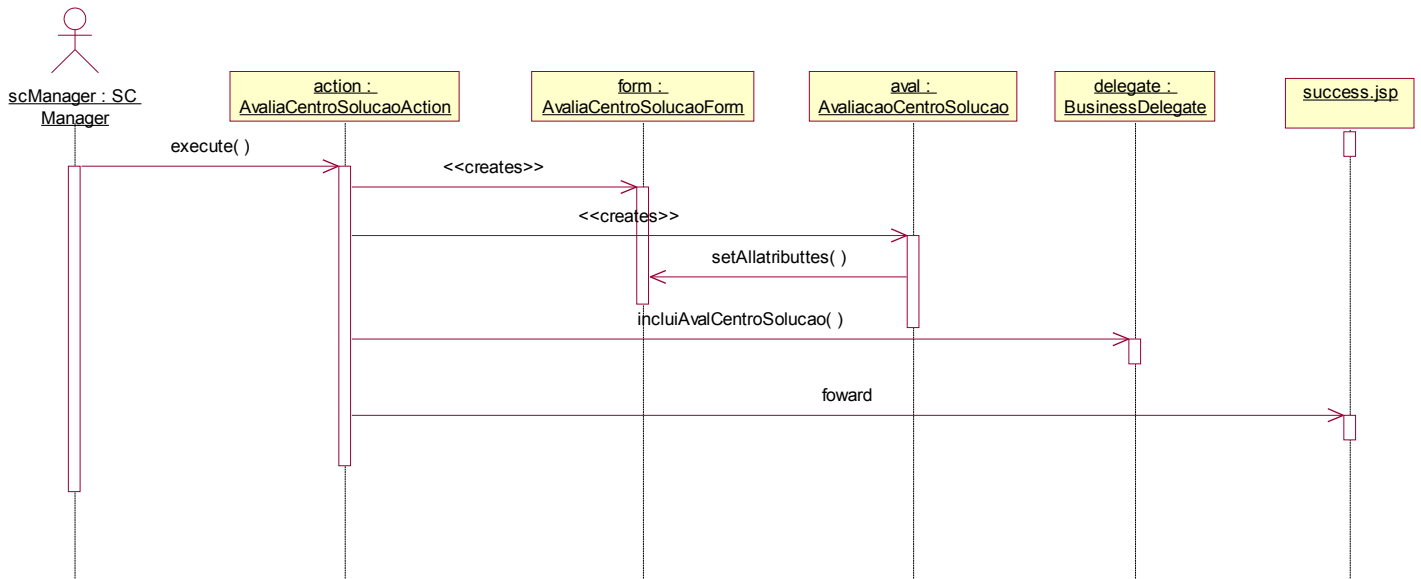 scManager : SC
Manager
action :
AvaliaCentroSolucaoAction
form :
AvaliaCentroSolucaoForm
aval :
AvaliacaoCentroSolucao
delegate :
BusinessDelegate
success.jsp
execute( )
<<creates>>
<<creates>>
setAllatributtes( )
incluiAvalCentroSolucao( )
foward